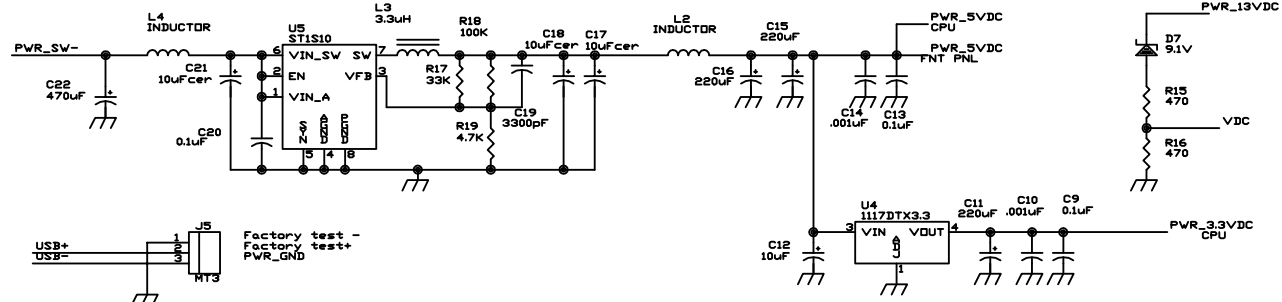 L4
INDUCTOR
PWR_SW-
C22
470uF
C21
10uFcer
C20
0.1uF
U5
ST1S10
6 VIN_SW SW 7
2 EN VFB 3
1 VIN_A
SYN
AGND
PGND
5 4 8
L3
3.3uH
R18
100K
R17
33K
R19
4.7K
C19
3300pF
C18
10uFcer
C17
10uFcer
L2
INDUCTOR
C15
220uF
C16
220uF
C14
.001uF
C13
0.1uF
PWR_5VDC
CPU
PWR_5VDC
FNT PNL
PWR_13VDC
D7
9.1V
R15
470
VDC
R16
470
J5
1
2
3
MT3
USB+
USB-
Factory test -
Factory test+
PWR_GND
C12
10uF
U4
1117DTX3.3
3 VIN VOUT 4
ADJ
1
C11
220uF
C10
.001uF
C9
0.1uF
PWR_3.3VDC
CPU